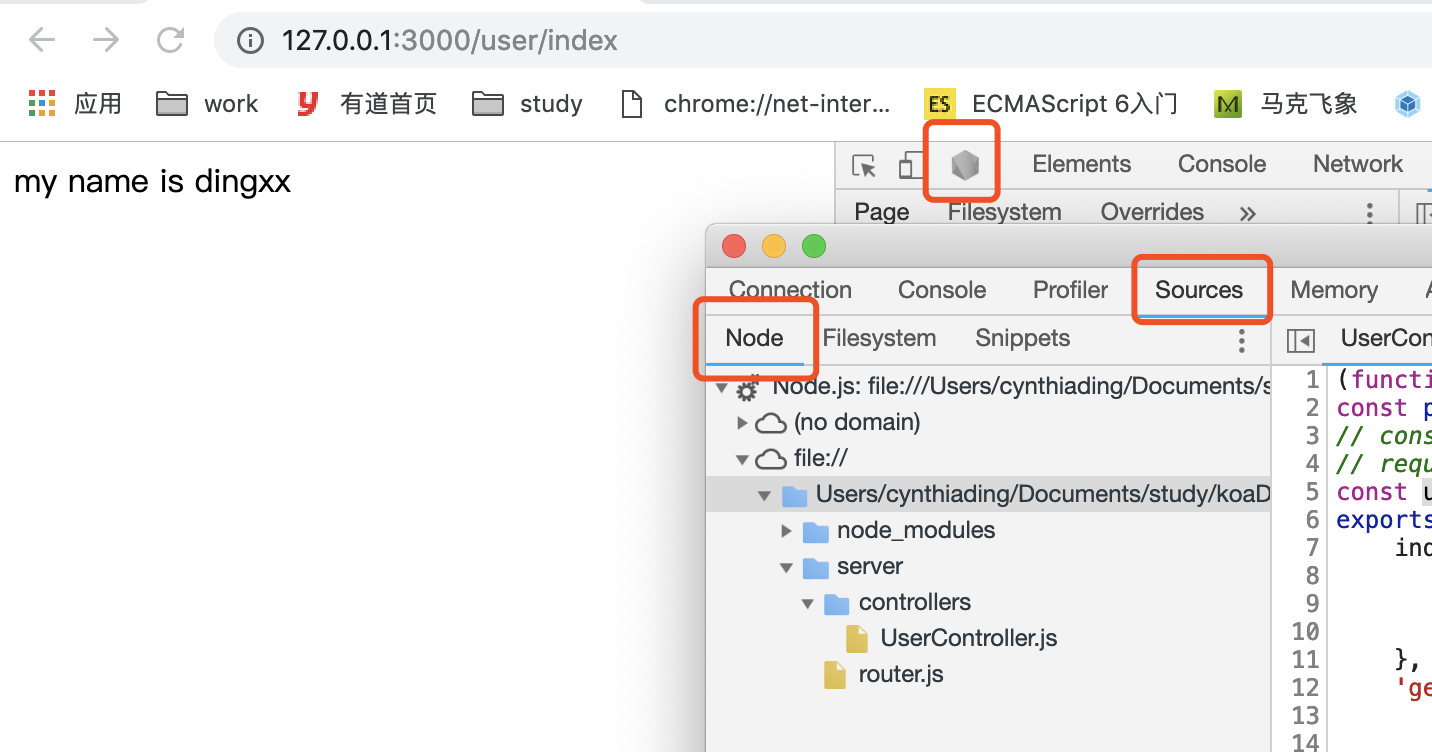 127.0.0.1:3000/user/index
应用 work 有道首页 study chrome://net-inter... ES ECMAScript 6入门 M 马克飞象
my name is dingxx
Elements Console Network
Page Filesystem Overrides »
Connection Console Profiler Sources Memory
Node Filesystem Snippets UserCon
Node.js: file:///Users/cynthiading/Documents/s
(no domain)
file://
Users/cynthiading/Documents/study/koaD
node_modules
server
controllers
UserController.js
router.js
1 (functi
2 const p
3 // cons
4 // requ
5 const u
6 exports
7 ind
8
9
10
11 },
12 'ge
13
14